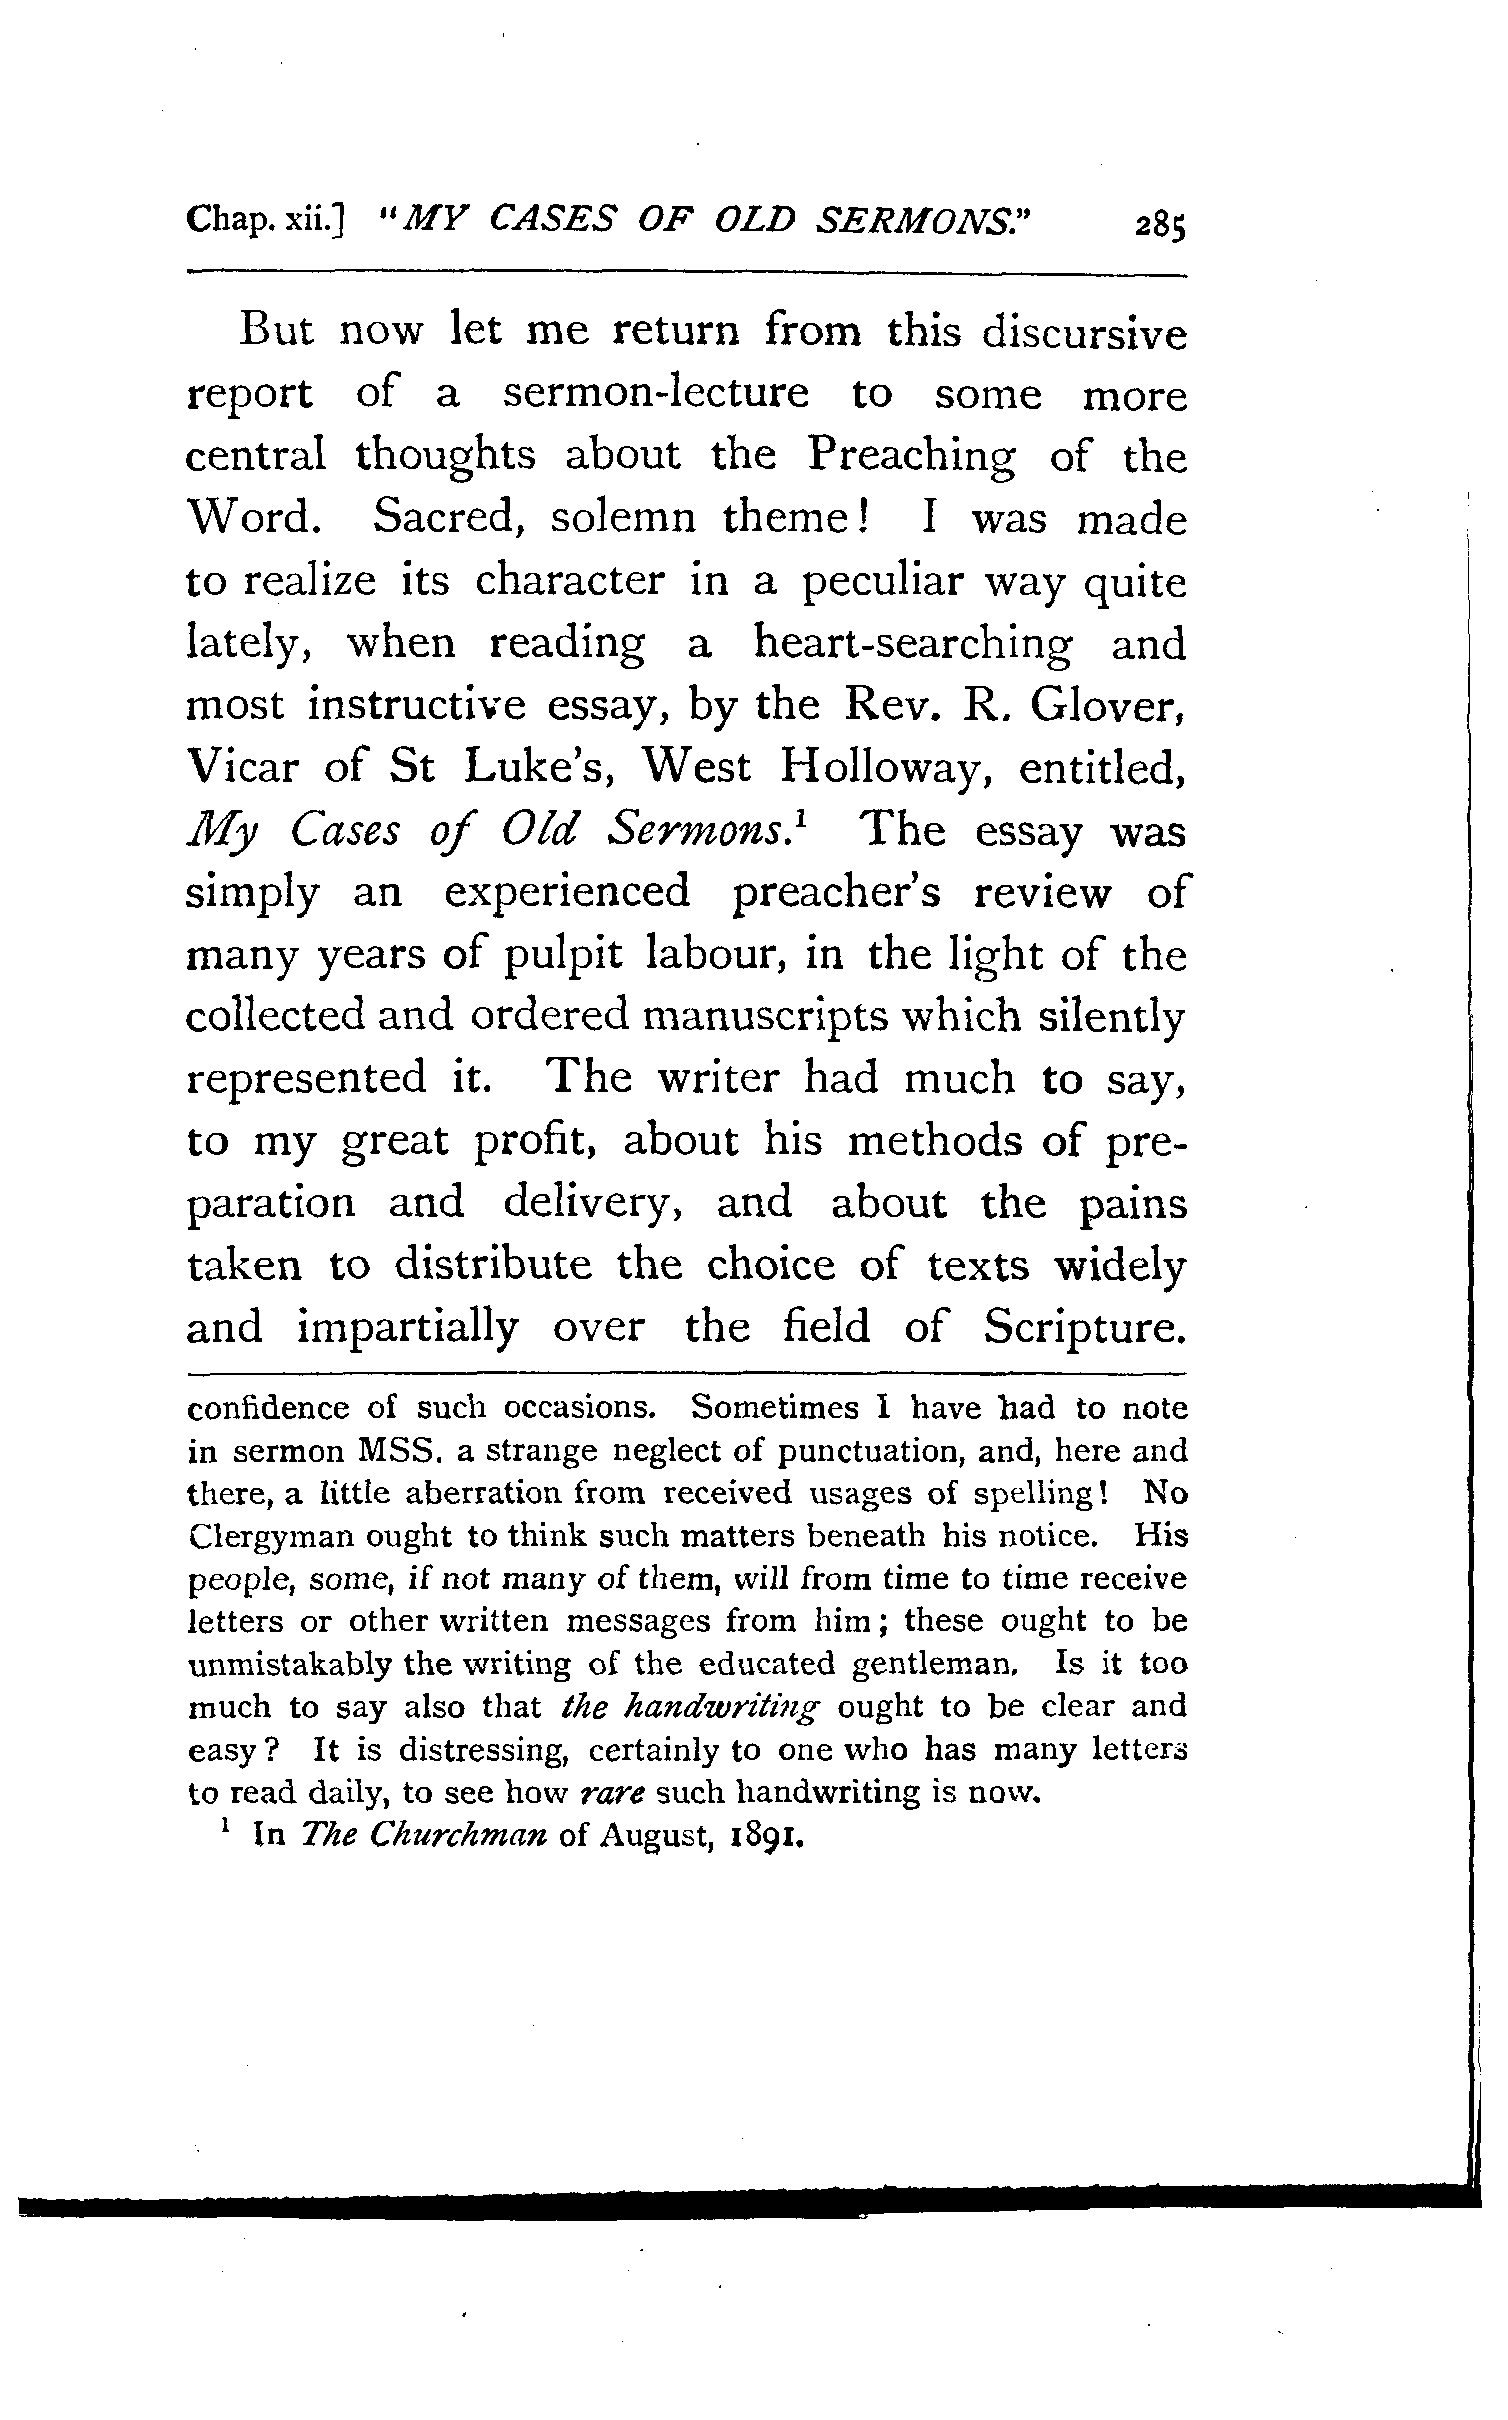 Chap. xii.] "MY CASES OF OLD SERMONS." 285
But now let me return from this discursive
report of a sermon-lecture to some more
central thoughts about the Preaching of the
Word. Sacred, solemn theme! I was made
to realize its character in a peculiar way quite
lately, when reading a heart-searching and
most instructive essay, by the Rev. R. Glover,
Vicar of St Luke's, West Holloway, entitled,
My Cases of Old Sermons.¹ The essay was
simply an experienced preacher's review of
many years of pulpit labour, in the light of the
collected and ordered manuscripts which silently
represented it. The writer had much to say,
to my great profit, about his methods of pre-
paration and delivery, and about the pains
taken to distribute the choice of texts widely
and impartially over the field of Scripture.
confidence of such occasions. Sometimes I have had to note
in sermon MSS. a strange neglect of punctuation, and, here and
there, a little aberration from received usages of spelling! No
Clergyman ought to think such matters beneath his notice. His
people, some, if not many of them, will from time to time receive
letters or other written messages from him; these ought to be
unmistakably the writing of the educated gentleman. Is it too
much to say also that the handwriting ought to be clear and
easy? It is distressing, certainly to one who has many letters
to read daily, to see how rare such handwriting is now.
¹ In The Churchman of August, 1891.